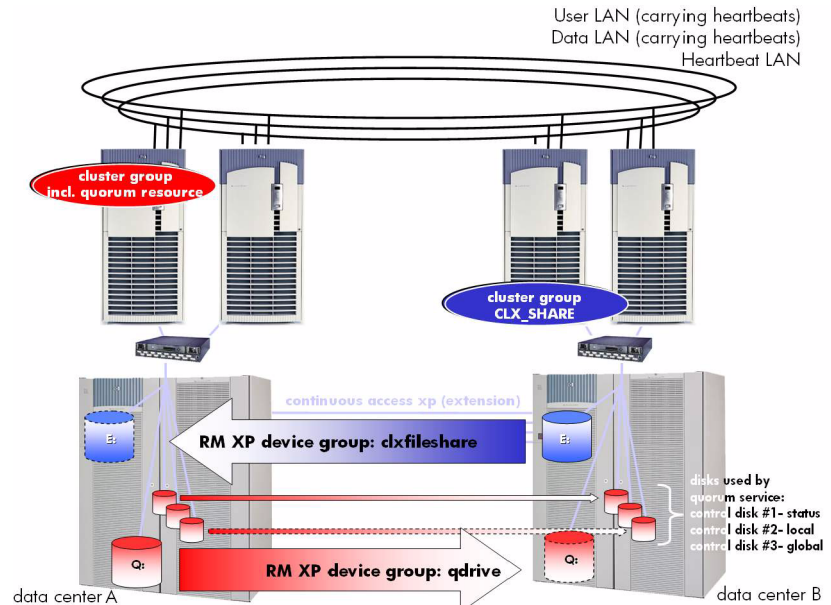 User LAN (carrying heartbeats)
Data LAN (carrying heartbeats)
Heartbeat LAN
cluster group
incl. quorum resource
cluster group
CLX_SHARE
continuous access xp (extension)
E:
RM XP device group: clxfileshare
E:
disks used by
quorum service:
control disk #1- status
control disk #2- local
control disk #3- global
Q:
RM XP device group: qdrive
Q:
data center A
data center B